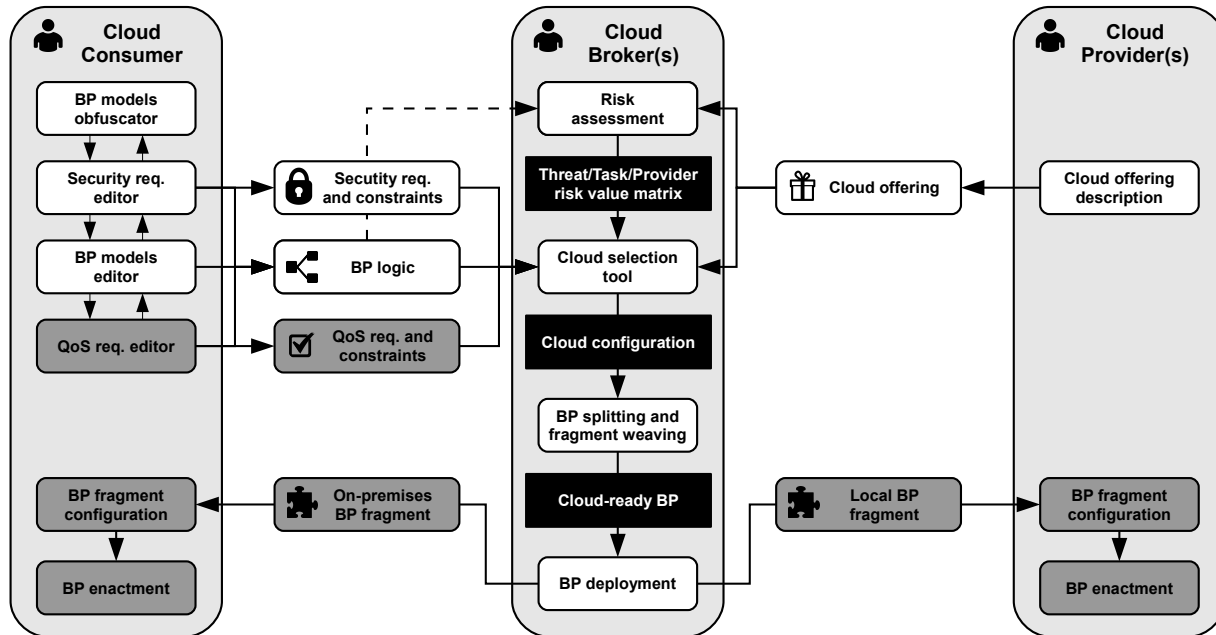 Cloud
Consumer
BP models
obfuscator
Security req.
editor
BP models
editor
QoS req. editor
BP fragment
configuration
BP enactment
Secutity req.
and constraints
BP logic
QoS req. and
constraints
On-premises
BP fragment
Cloud
Broker(s)
Risk
assessment
Threat/Task/Provider
risk value matrix
Cloud selection
tool
Cloud configuration
BP splitting and
fragment weaving
Cloud-ready BP
BP deployment
Cloud offering
Local BP
fragment
Cloud
Provider(s)
Cloud offering
description
BP fragment
configuration
BP enactment